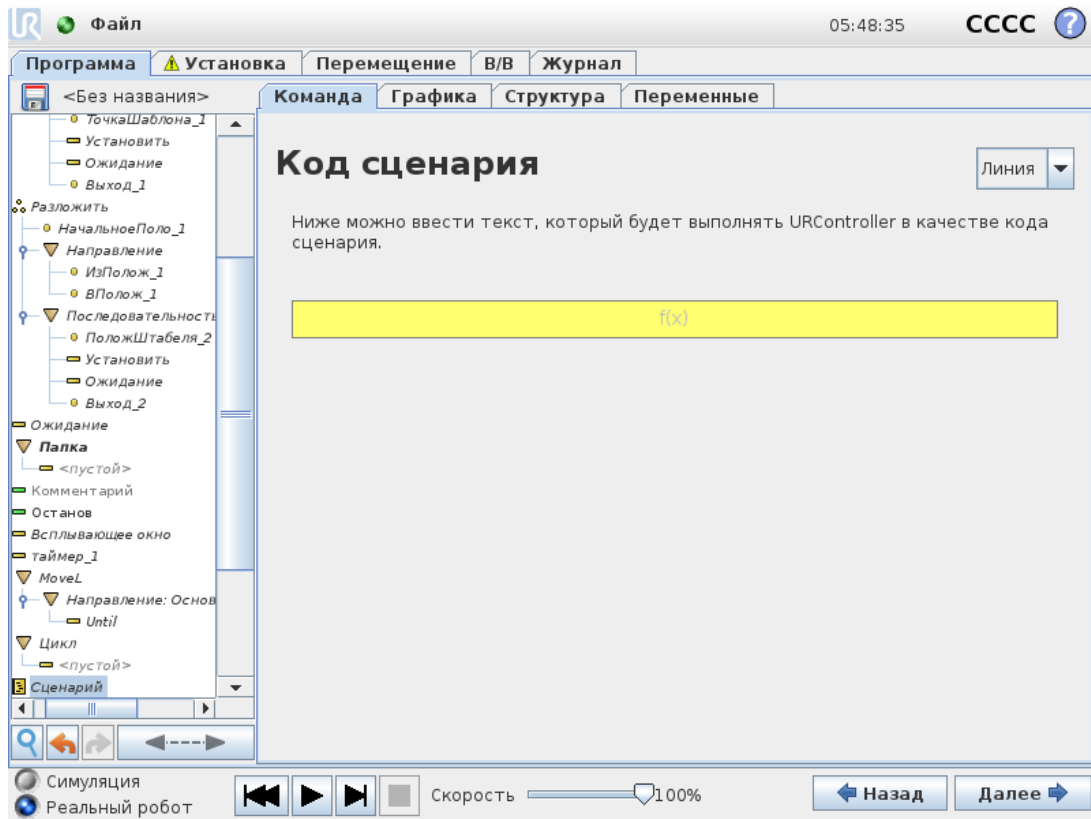 UR Файл 05:48:35 CCCC ?
Программа Установка Перемещение В/В Журнал
<Без названия>
Команда Графика Структура Переменные
ТочкаШаблона_1
Установить
Ожидание
Выход_1
Разложить
НачальноеПоло_1
Направление
ИзПолож_1
ВПолож_1
Последовательность
ПоложШтабеля_2
Установить
Ожидание
Выход_2
Ожидание
Папка
<пустой>
Комментарий
Останов
Всплывающее окно
таймер_1
MoveL
Направление: Основ
Until
Цикл
<пустой>
Сценарий
Код сценария
Линия
Ниже можно ввести текст, который будет выполнять URController в качестве кода
сценария.
f(x)
Симуляция
Реальный робот
Скорость 100%
Назад Далее